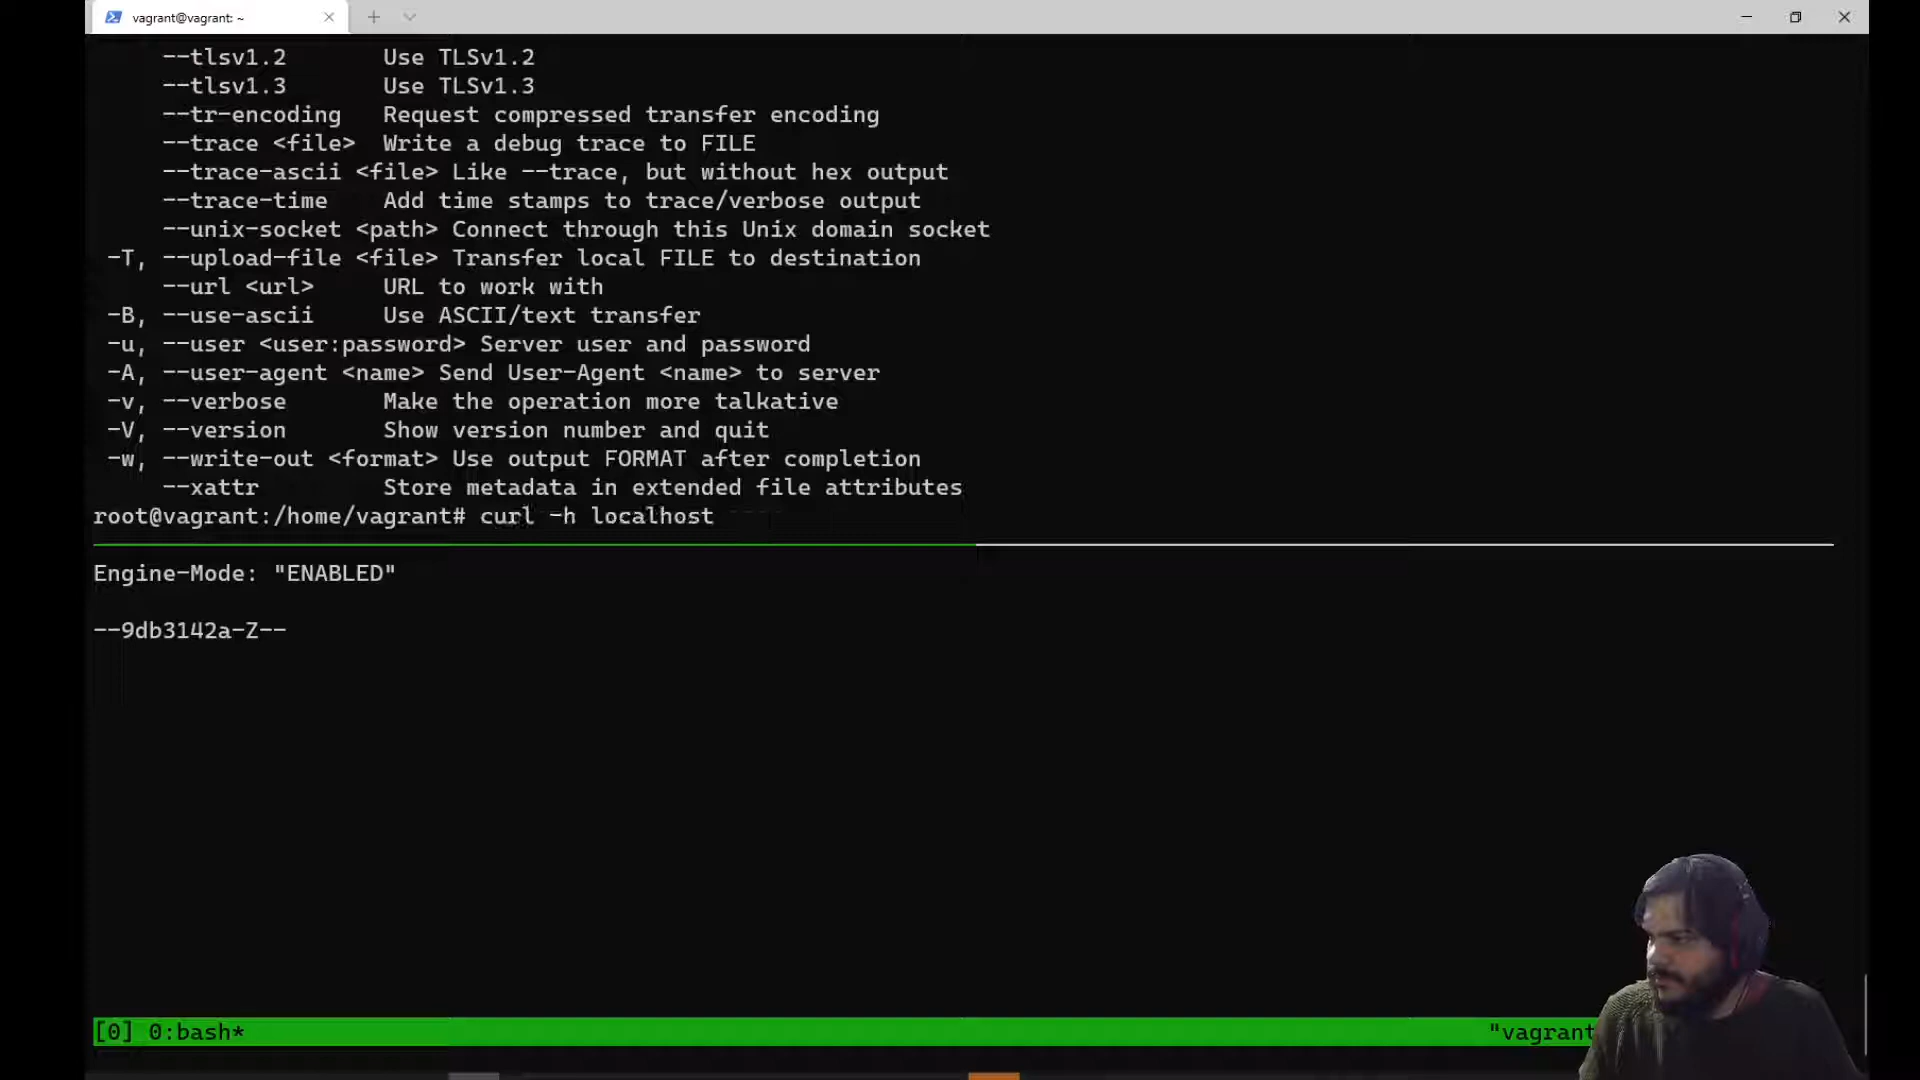 vagrant@vagrant: ~
--tlsv1.2 Use TLSv1.2
--tlsv1.3 Use TLSv1.3
--tr-encoding Request compressed transfer encoding
--trace <file> Write a debug trace to FILE
--trace-ascii <file> Like --trace, but without hex output
--trace-time Add time stamps to trace/verbose output
--unix-socket <path> Connect through this Unix domain socket
-T, --upload-file <file> Transfer local FILE to destination
--url <url> URL to work with
-B, --use-ascii Use ASCII/text transfer
-u, --user <user:password> Server user and password
-A, --user-agent <name> Send User-Agent <name> to server
-v, --verbose Make the operation more talkative
-V, --version Show version number and quit
-w, --write-out <format> Use output FORMAT after completion
--xattr Store metadata in extended file attributes
root@vagrant:/home/vagrant# curl -h localhost
Engine-Mode: "ENABLED"
--9db3142a-Z--
[0] 0:bash* "vagrant